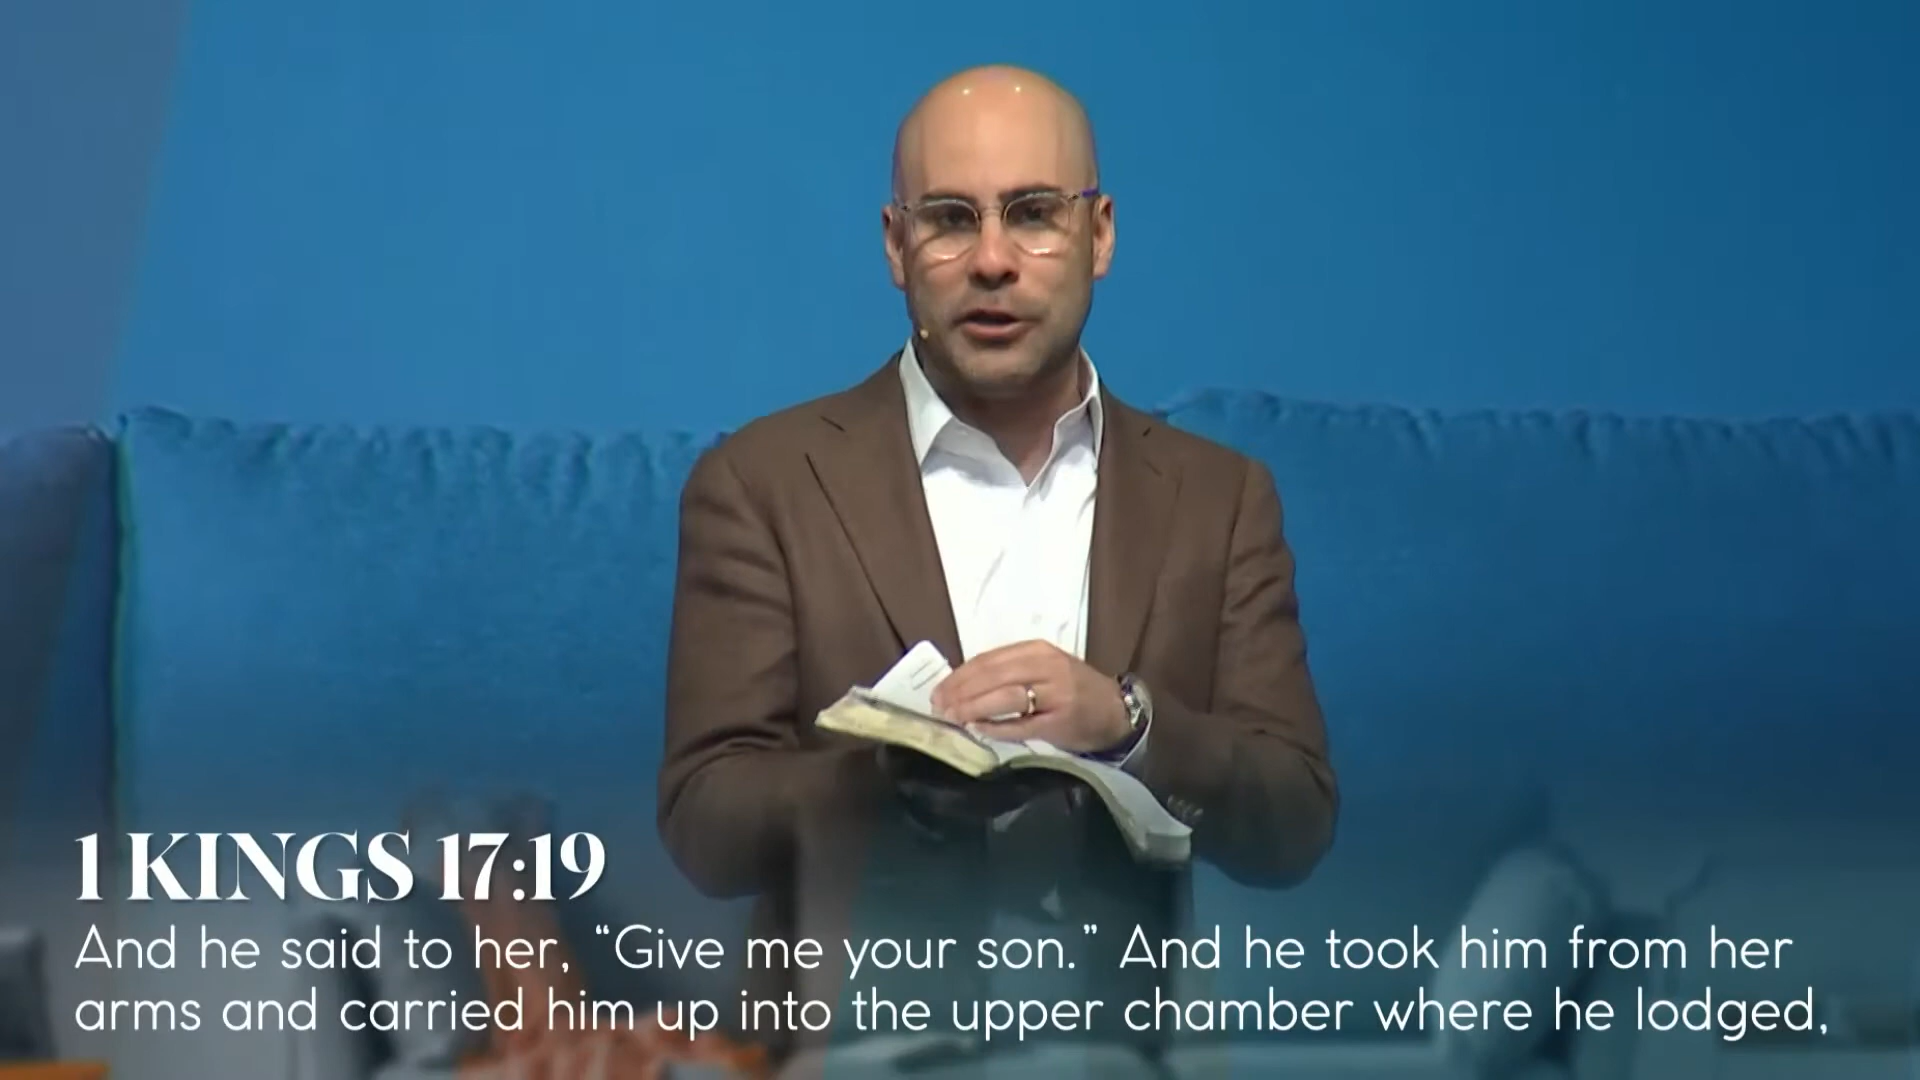 1 KINGS 17:19
And he said to her, “Give me your son.” And he took him from her
arms and carried him up into the upper chamber where he lodged,